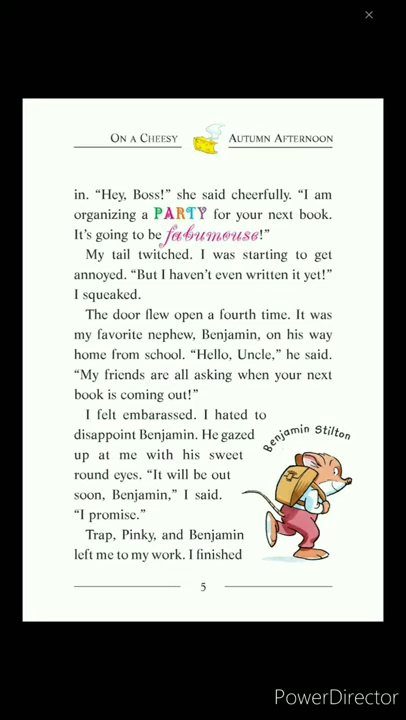 On a Cheesy Autumn Afternoon
in. “Hey, Boss!” she said cheerfully. “I am
organizing a PARTY for your next book.
It’s going to be fabumouse!”
My tail twitched. I was starting to get
annoyed. “But I haven’t even written it yet!”
I squeaked.
The door flew open a fourth time. It was
my favorite nephew, Benjamin, on his way
home from school. “Hello, Uncle,” he said.
“My friends are all asking when your next
book is coming out!”
I felt embarassed. I hated to
disappoint Benjamin. He gazed
up at me with his sweet
round eyes. “It will be out
soon, Benjamin,” I said.
“I promise.”
Trap, Pinky, and Benjamin
left me to my work. I finished
Benjamin Stilton
5
PowerDirector